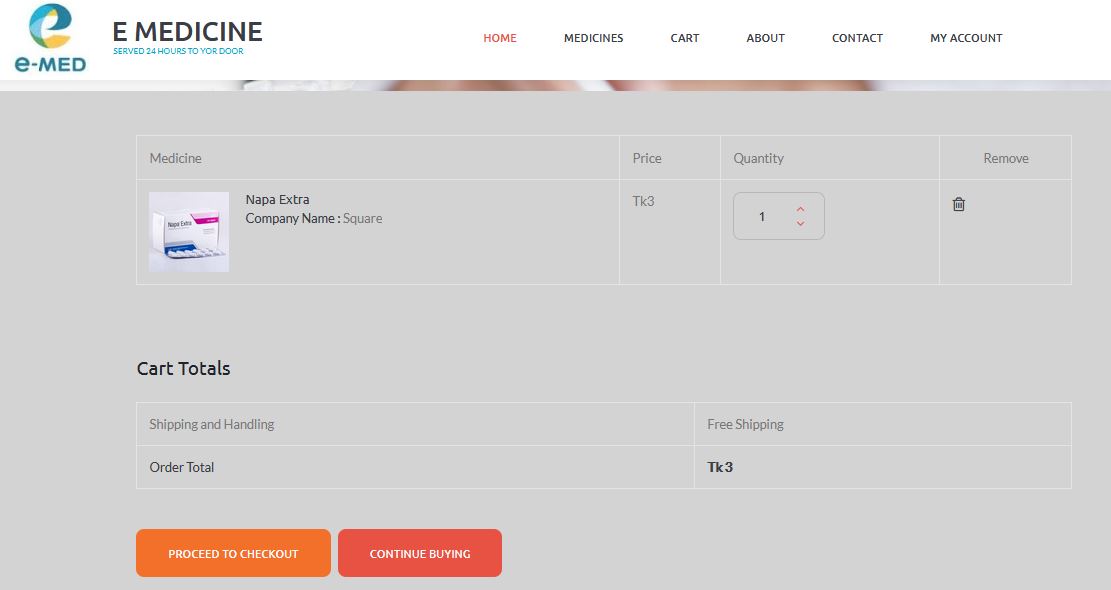 e-MED
E MEDICINE
SERVED 24 HOURS TO YOR DOOR
HOME MEDICINES CART ABOUT CONTACT MY ACCOUNT
Medicine Price Quantity Remove
Napa Extra
Napa Extra
Company Name : Square
Tk3
1
Cart Totals
Shipping and Handling Free Shipping
Order Total Tk3
PROCEED TO CHECKOUT CONTINUE BUYING